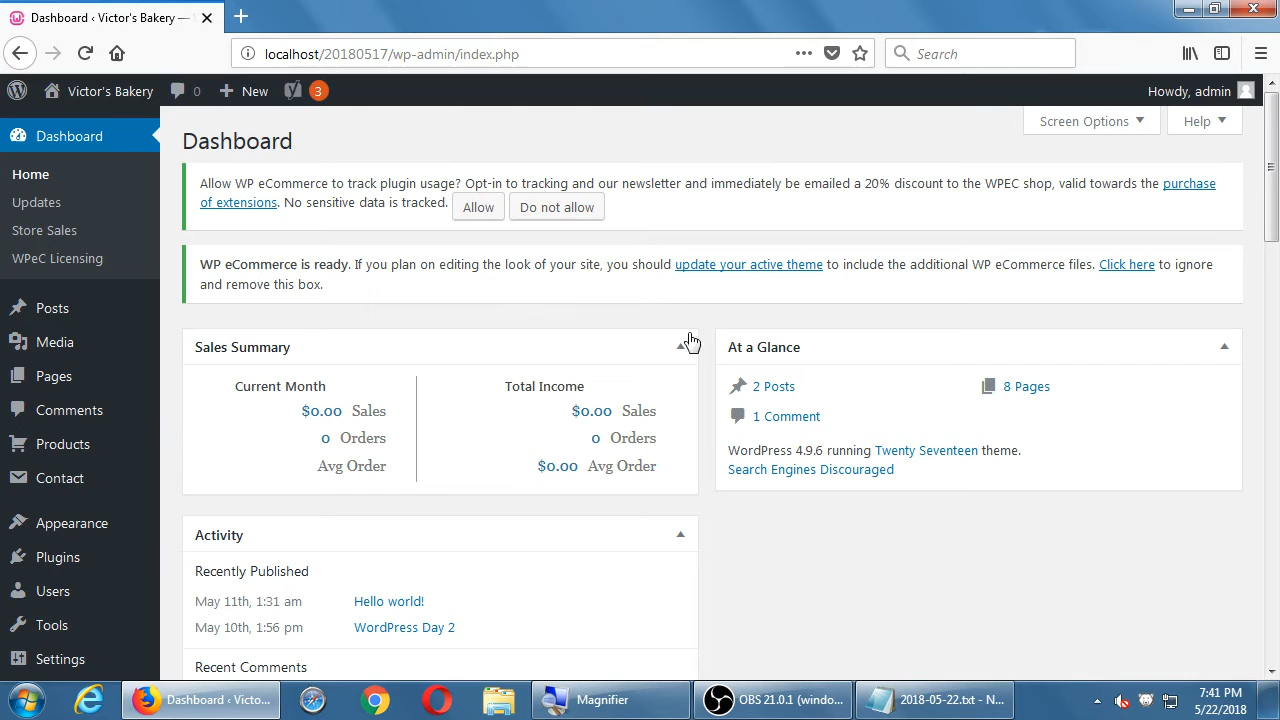 Dashboard ‹ Victor's Bakery —
localhost/20180517/wp-admin/index.php
Search
Victor's Bakery
0
New
3
Howdy, admin
Dashboard
Home
Updates
Store Sales
WPeC Licensing
Posts
Media
Pages
Comments
Products
Contact
Appearance
Plugins
Users
Tools
Settings
Screen Options
Help
Dashboard
Allow WP eCommerce to track plugin usage? Opt-in to tracking and our newsletter and immediately be emailed a 20% discount to the WPEC shop, valid towards the purchase
of extensions. No sensitive data is tracked. Allow Do not allow
WP eCommerce is ready. If you plan on editing the look of your site, you should update your active theme to include the additional WP eCommerce files. Click here to ignore
and remove this box.
Sales Summary
Current Month
$0.00 Sales
0 Orders
Avg Order
Total Income
$0.00 Sales
0 Orders
$0.00 Avg Order
At a Glance
2 Posts
8 Pages
1 Comment
WordPress 4.9.6 running Twenty Seventeen theme.
Search Engines Discouraged
Activity
Recently Published
May 11th, 1:31 am Hello world!
May 10th, 1:56 pm WordPress Day 2
Recent Comments
Dashboard ‹ Victo...
Magnifier
OBS 21.0.1 (windo...
2018-05-22.txt - N...
7:41 PM
5/22/2018